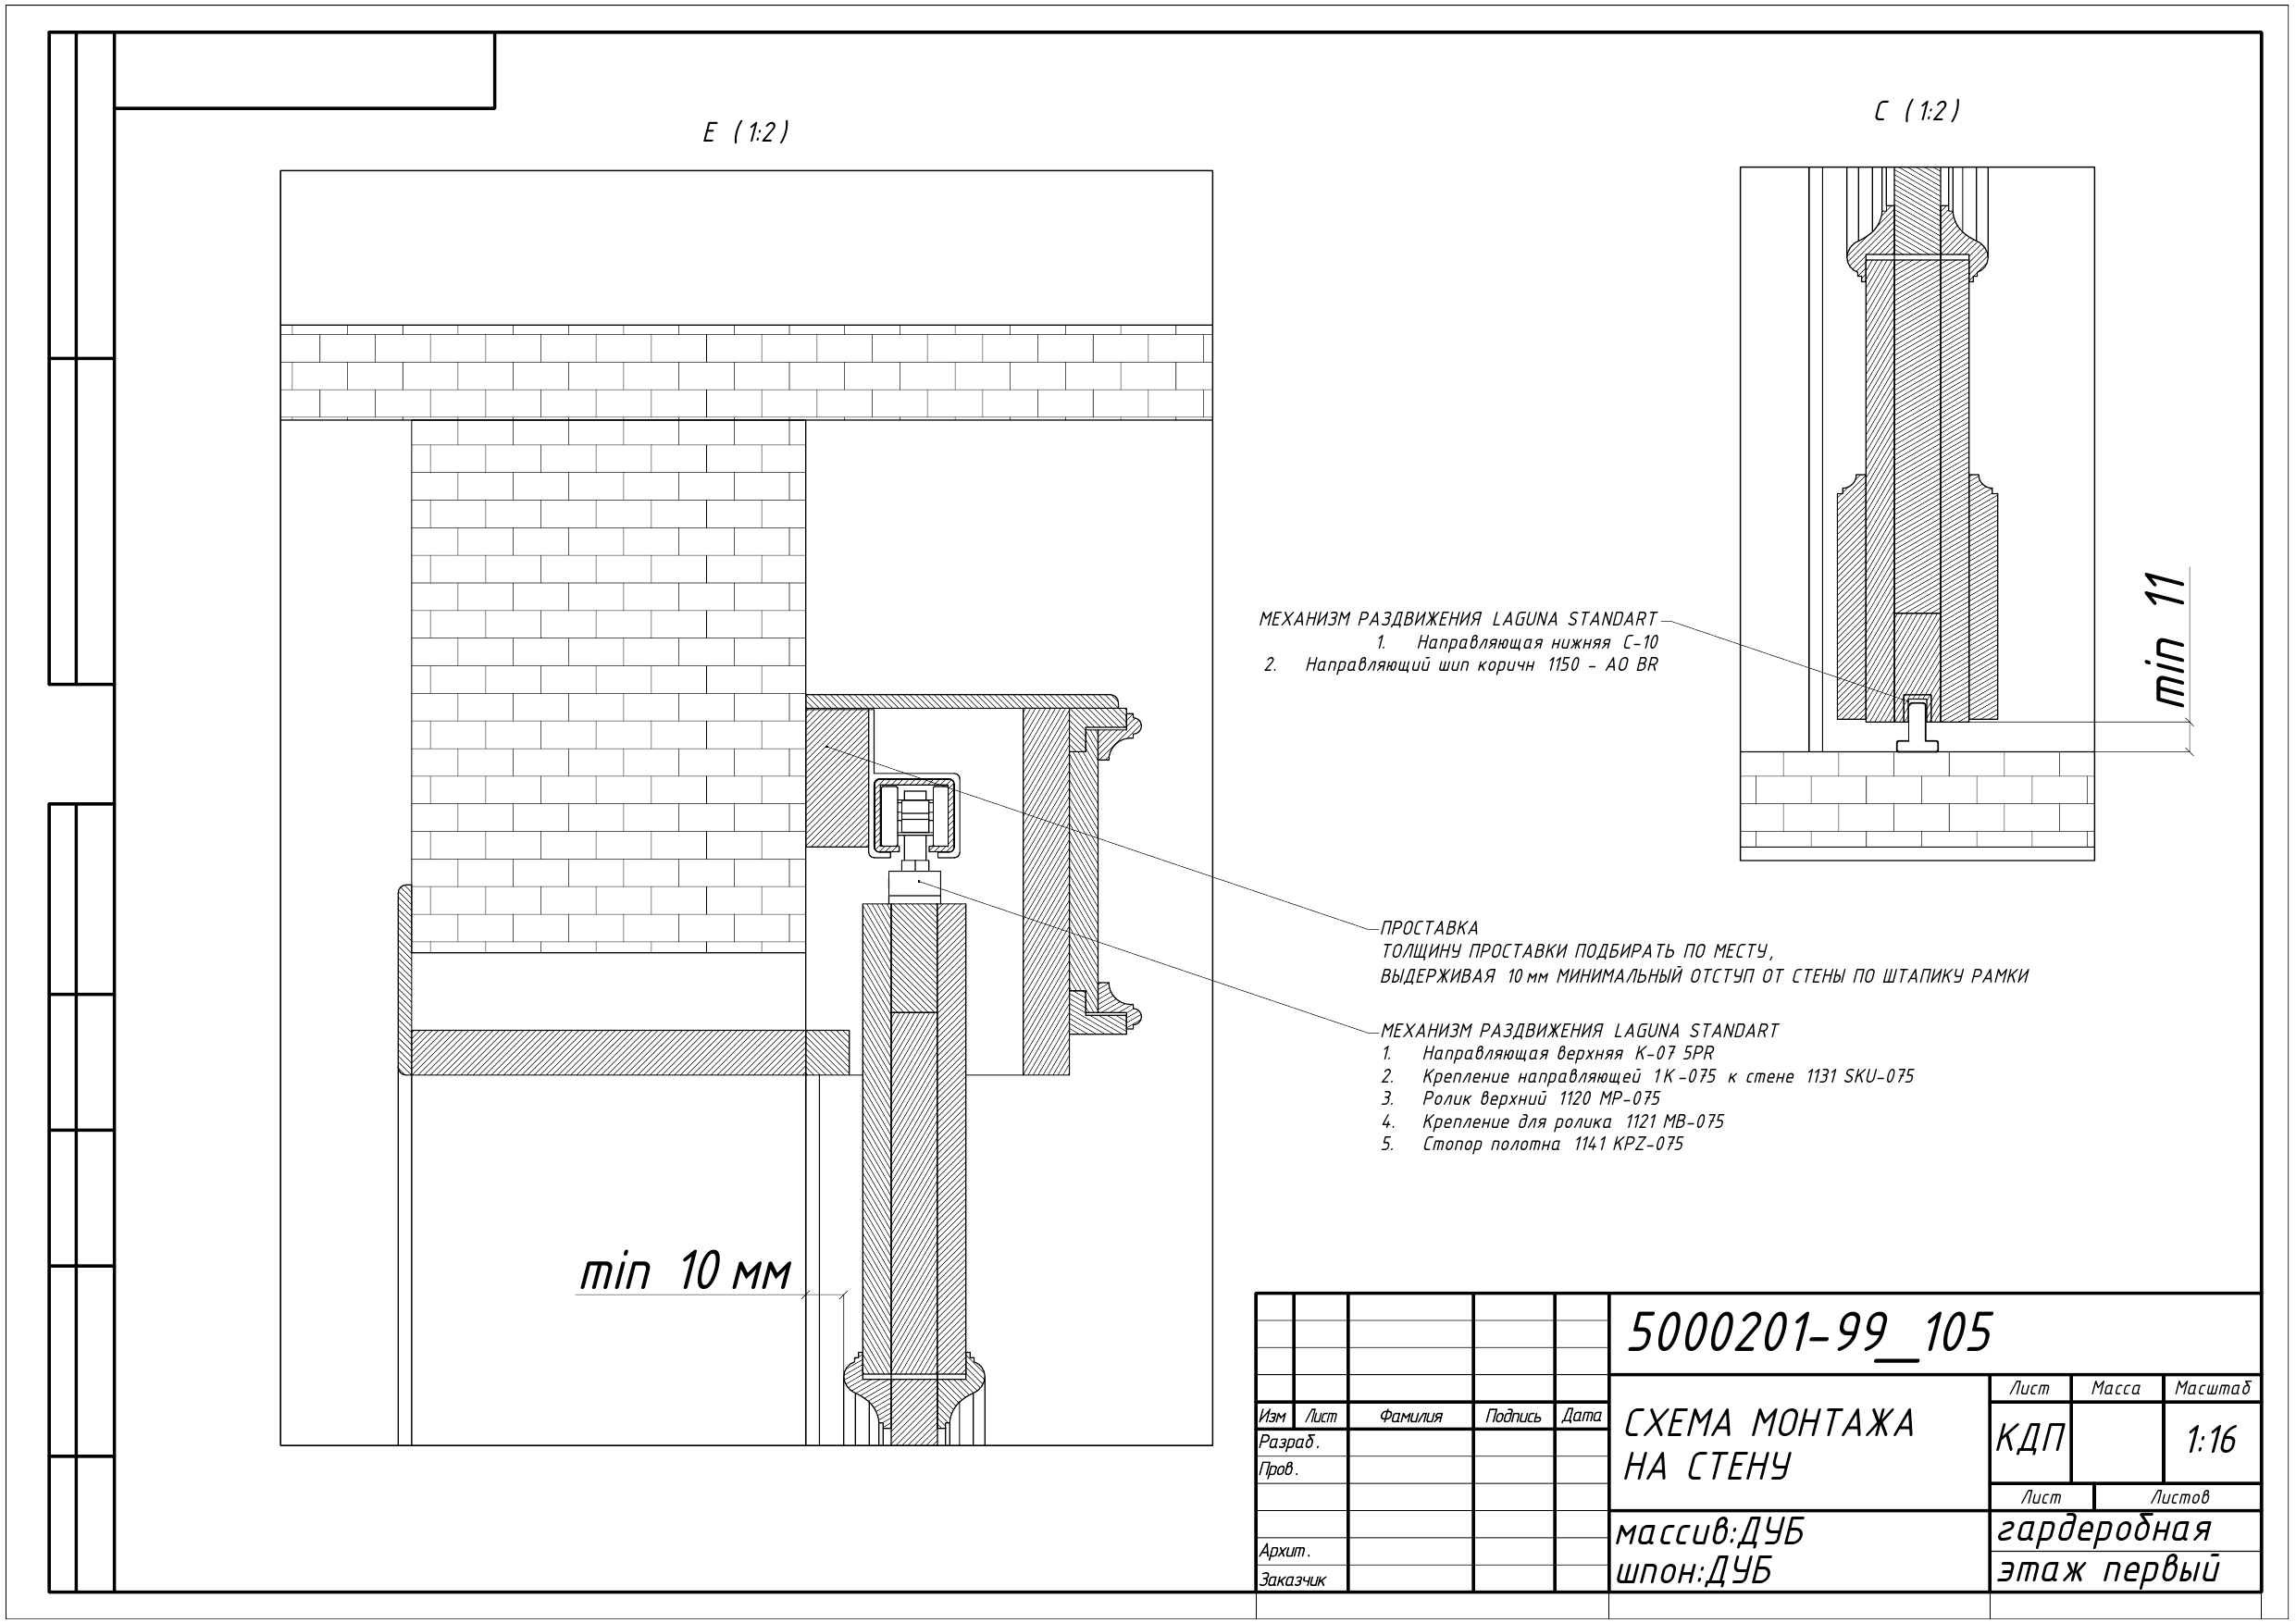 E (1:2)
C (1:2)
МЕХАНИЗМ РАЗДВИЖЕНИЯ LAGUNA STANDART
1. Направляющая нижняя С-10
2. Направляющий шип коричн 1150 - AO BR
min 11
ПРОСТАВКА
ТОЛЩИНУ ПРОСТАВКИ ПОДБИРАТЬ ПО МЕСТУ,
ВЫДЕРЖИВАЯ 10 мм МИНИМАЛЬНЫЙ ОТСТУП ОТ СТЕНЫ ПО ШТАПИКУ РАМКИ
МЕХАНИЗМ РАЗДВИЖЕНИЯ LAGUNA STANDART
1. Направляющая верхняя К-07 5PR
2. Крепление направляющей 1К-075 к стене 1131 SKU-075
3. Ролик верхний 1120 МР-075
4. Крепление для ролика 1121 МВ-075
5. Стопор полотна 1141 KPZ-075
min 10 мм
5000201-99_105
СХЕМА МОНТАЖА
НА СТЕНУ
Лист Масса Масштаб
КДП 1:16
Лист Листов
Изм Лист Фамилия Подпись Дата
Разраб.
Пров.
Архит.
Заказчик
массив:ДУБ
шпон:ДУБ
гардеробная
этаж первый